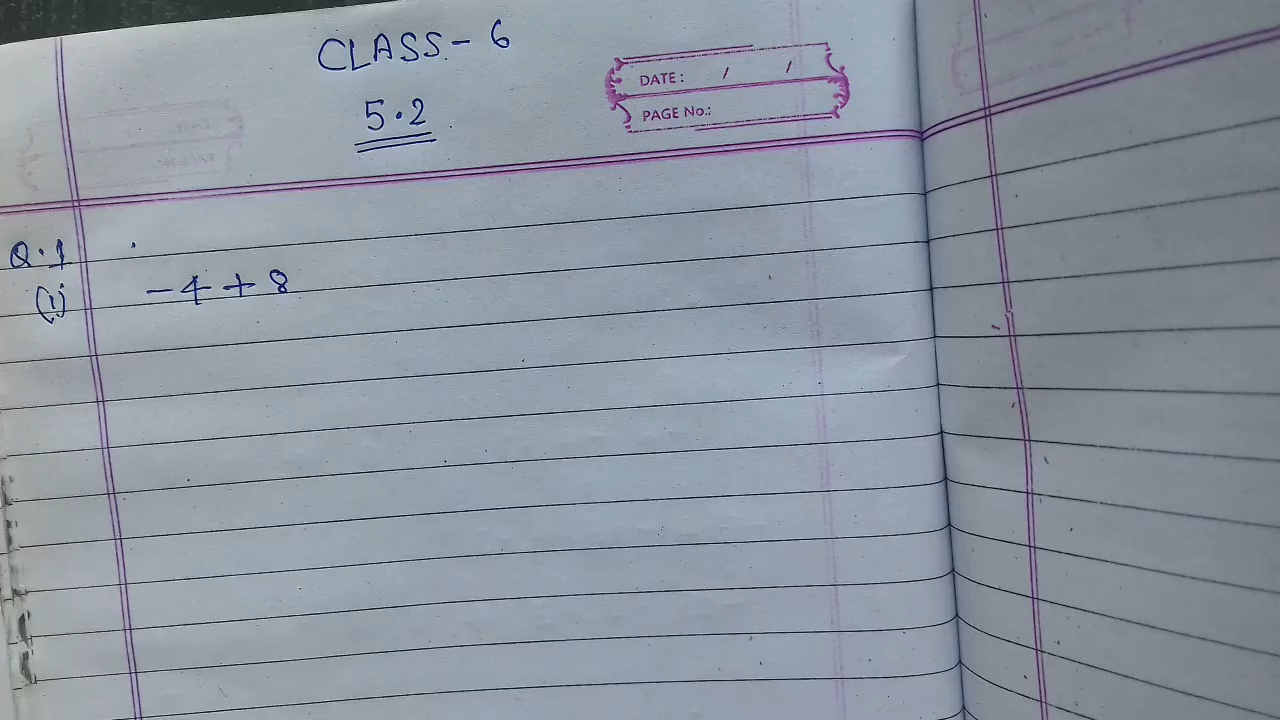 CLASS - 6
5.2
DATE: / /
PAGE No.:
Q.1
(i) -4+8